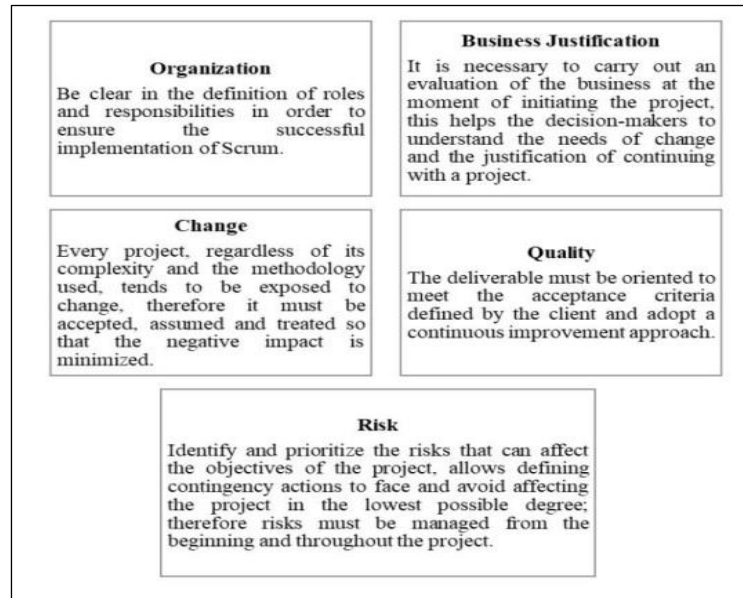 Organization
Be clear in the definition of roles
and responsibilities in order to
ensure the successful
implementation of Scrum.
Business Justification
It is necessary to carry out an
evaluation of the business at the
moment of initiating the project,
this helps the decision-makers to
understand the needs of change
and the justification of continuing
with a project.
Change
Every project, regardless of its
complexity and the methodology
used, tends to be exposed to
change, therefore it must be
accepted, assumed and treated so
that the negative impact is
minimized.
Quality
The deliverable must be oriented to
meet the acceptance criteria
defined by the client and adopt a
continuous improvement approach.
Risk
Identify and prioritize the risks that can affect
the objectives of the project, allows defining
contingency actions to face and avoid affecting
the project in the lowest possible degree;
therefore risks must be managed from the
beginning and throughout the project.